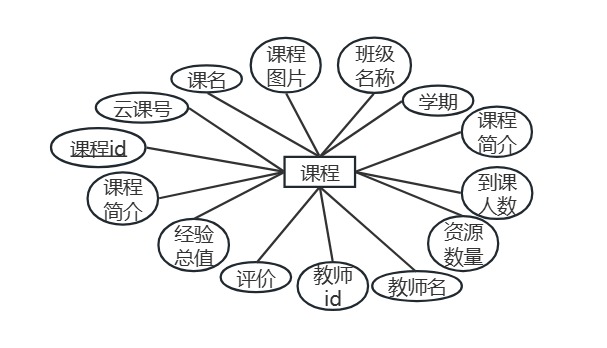 课程
图片
班级
名称
课名
学期
云课号
课程
简介
课程id
课程
课程
简介
到课
人数
经验
总值
资源
数量
评价
教师
id
教师名